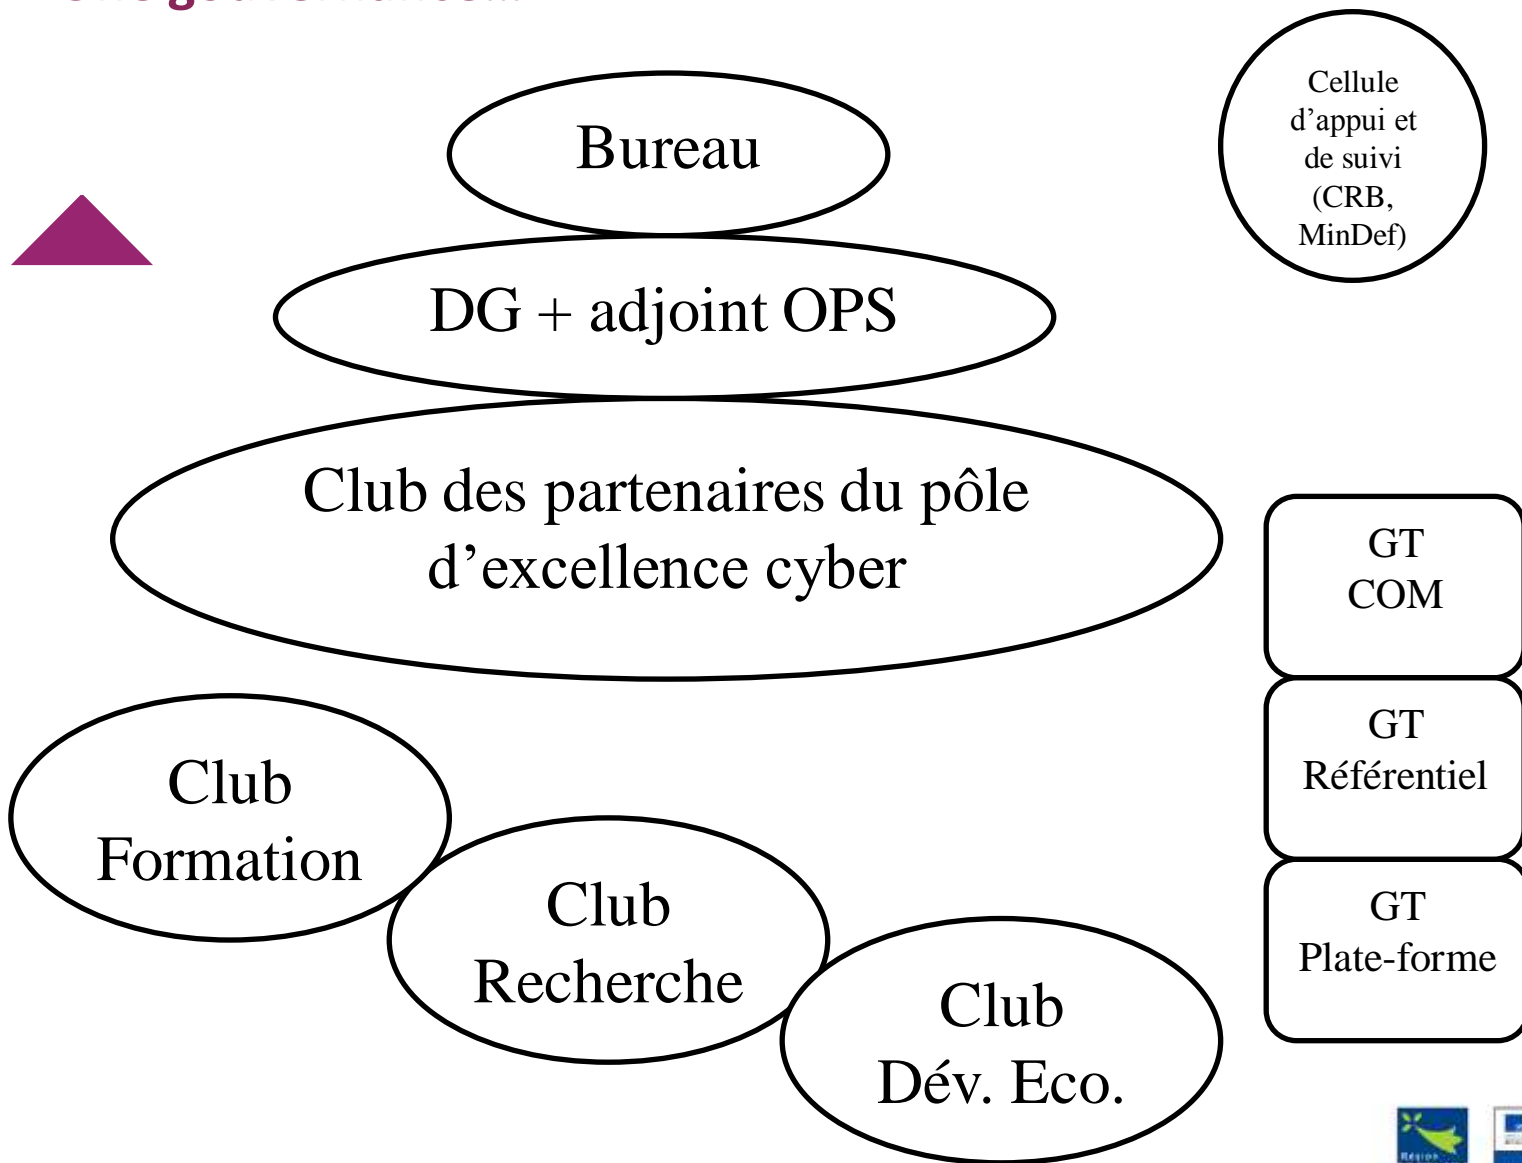 Bureau
DG + adjoint OPS
Club des partenaires du pôle
d’excellence cyber
Club
Formation
Club
Recherche
Club
Dév. Eco.
Cellule
d’appui et
de suivi
(CRB,
MinDef)
GT
COM
GT
Référentiel
GT
Plate-forme
Région